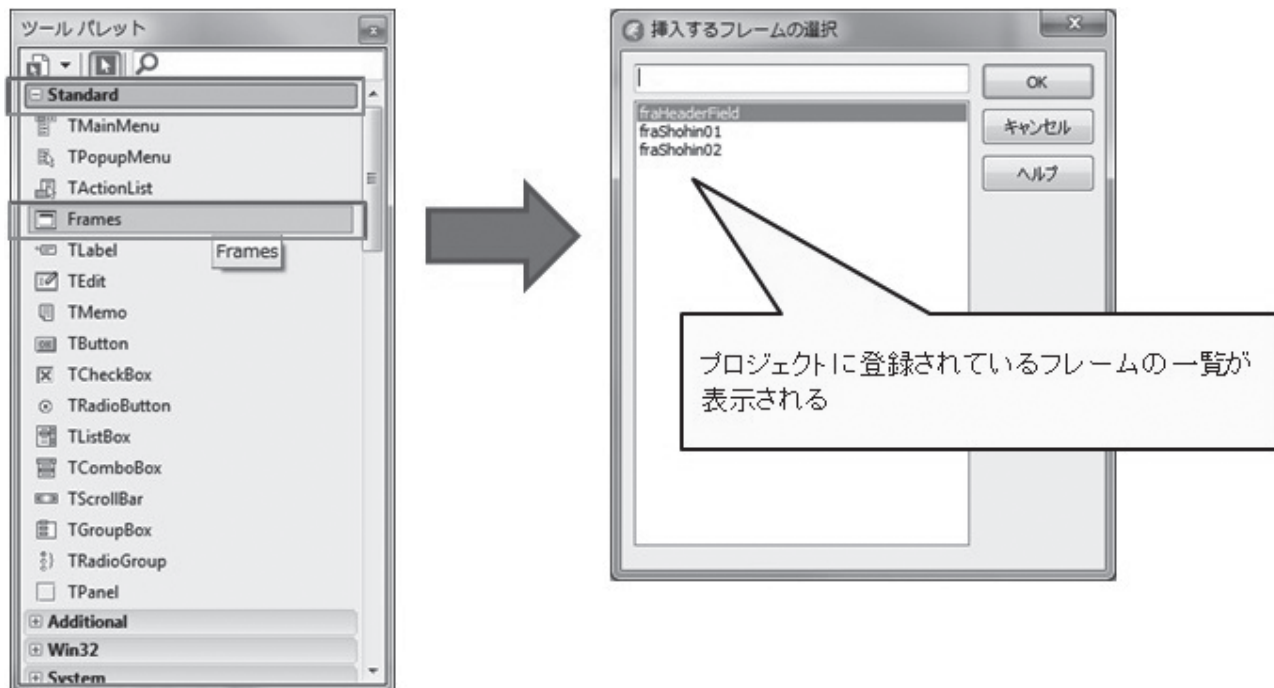 ツール パレット
Standard
TMainMenu
TPopupMenu
TActionList
Frames
TLabel
Frames
TEdit
TMemo
TButton
TCheckBox
TRadioButton
TListBox
TComboBox
TScrollBar
TGroupBox
TRadioGroup
TPanel
Additional
Win32
System
挿入するフレームの選択
OK
キャンセル
ヘルプ
fraHeaderField
fraShohin01
fraShohin02
プロジェクトに登録されているフレームの一覧が
表示される